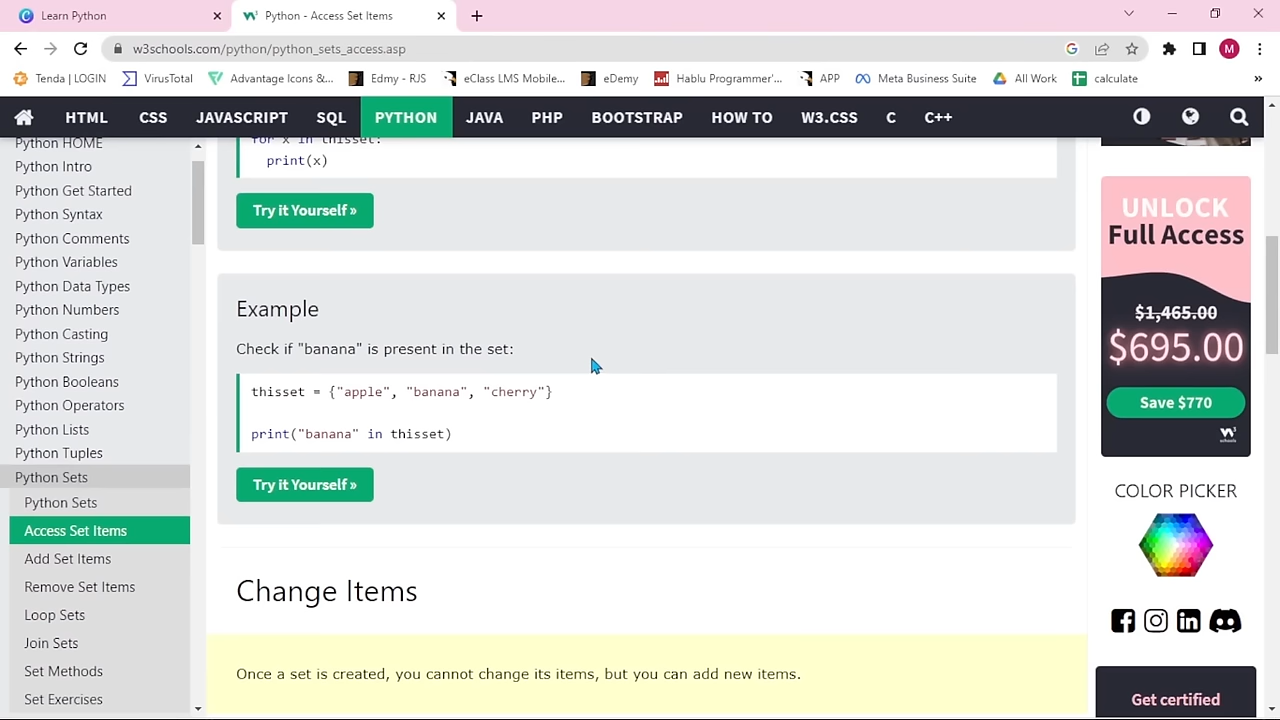 Learn Python
Python - Access Set Items
w3schools.com/python/python_sets_access.asp
M
Tenda | LOGIN
VirusTotal
Advantage Icons &...
Edmy - RJS
eClass LMS Mobile...
eDemy
Hablu Programmer'...
APP
Meta Business Suite
All Work
calculate
»
HTML
CSS
JAVASCRIPT
SQL
PYTHON
JAVA
PHP
BOOTSTRAP
HOW TO
W3.CSS
C
C++
Python HOME
Python Intro
Python Get Started
Python Syntax
Python Comments
Python Variables
Python Data Types
Python Numbers
Python Casting
Python Strings
Python Booleans
Python Operators
Python Lists
Python Tuples
Python Sets
Python Sets
Access Set Items
Add Set Items
Remove Set Items
Loop Sets
Join Sets
Set Methods
Set Exercises
for x in thisset:
print(x)
Try it Yourself »
Example
Check if "banana" is present in the set:
thisset = {"apple", "banana", "cherry"}
print("banana" in thisset)
Try it Yourself »
Change Items
Once a set is created, you cannot change its items, but you can add new items.
UNLOCK
Full Access
$1,465.00
$695.00
Save $770
schools
COLOR PICKER
Get certified